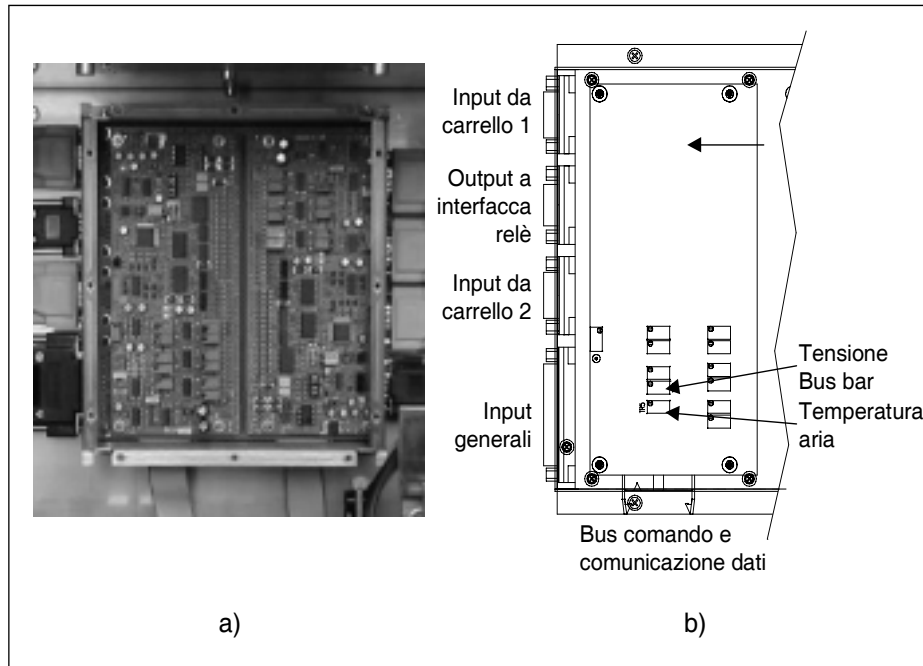 Input da
carrello 1
Output a
interfacca
relè
Input da
carrello 2
Input
generali
Tensione
Bus bar
Temperatura
aria
Bus comando e
comunicazione dati
a)
b)